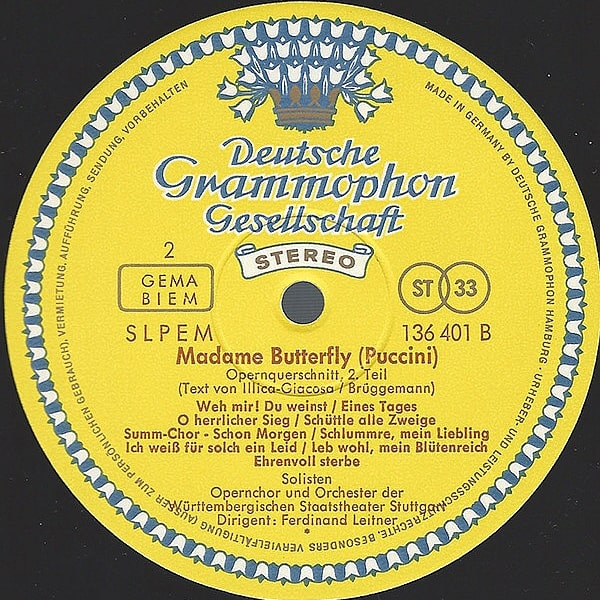 Deutsche
Grammophon
Gesellschaft
STEREO
2
GEMA
BIEM
ST 33
SLPEM
136 401 B
Madame Butterfly (Puccini)
Opernquerschnitt, 2. Teil
(Text von Illica-Giacosa / Brüggemann)
Weh mir! Du weinst / Eines Tages
O herrlicher Sieg / Schüttle alle Zweige
Summ-Chor - Schon Morgen / Schlummre, mein Liebling
Ich weiß für solch ein Leid / Leb wohl, mein Blütenreich
Ehrenvoll sterbe
Solisten
Opernchor und Orchester der
Württembergischen Staatstheater Stuttgart
Dirigent: Ferdinand Leitner
*
MADE IN GERMANY BY DEUTSCHE GRAMMOPHON HAMBURG · URHEBER- UND LEISTUNGSSCHUTZRECHTE, BESONDERS VERVIELFÄLTIGUNG (AUSSER ZUM PERSÖNLICHEN GEBRAUCH), VERMIETUNG, AUFFÜHRUNG, SENDUNG, VORBEHALTEN